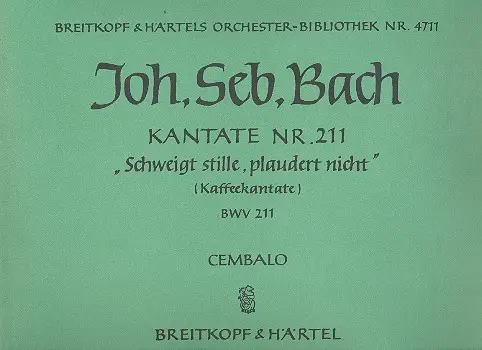 BREITKOPF & HÄRTELS ORCHESTER-BIBLIOTHEK NR. 4711
Joh. Seb. Bach
KANTATE NR. 211
„Schweigt stille, plaudert nicht"
(Kaffeekantate)
BWV 211
CEMBALO
BREITKOPF & HÄRTEL